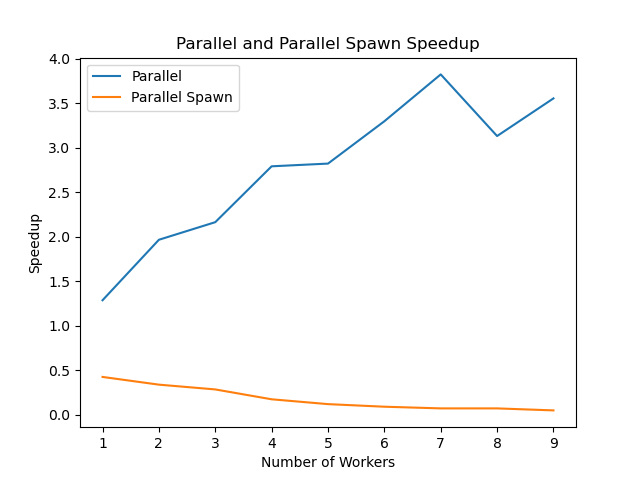 Parallel and Parallel Spawn Speedup
Parallel
Parallel Spawn
Speedup
4.0
3.5
3.0
2.5
2.0
1.5
1.0
0.5
0.0
1 2 3 4 5 6 7 8 9
Number of Workers